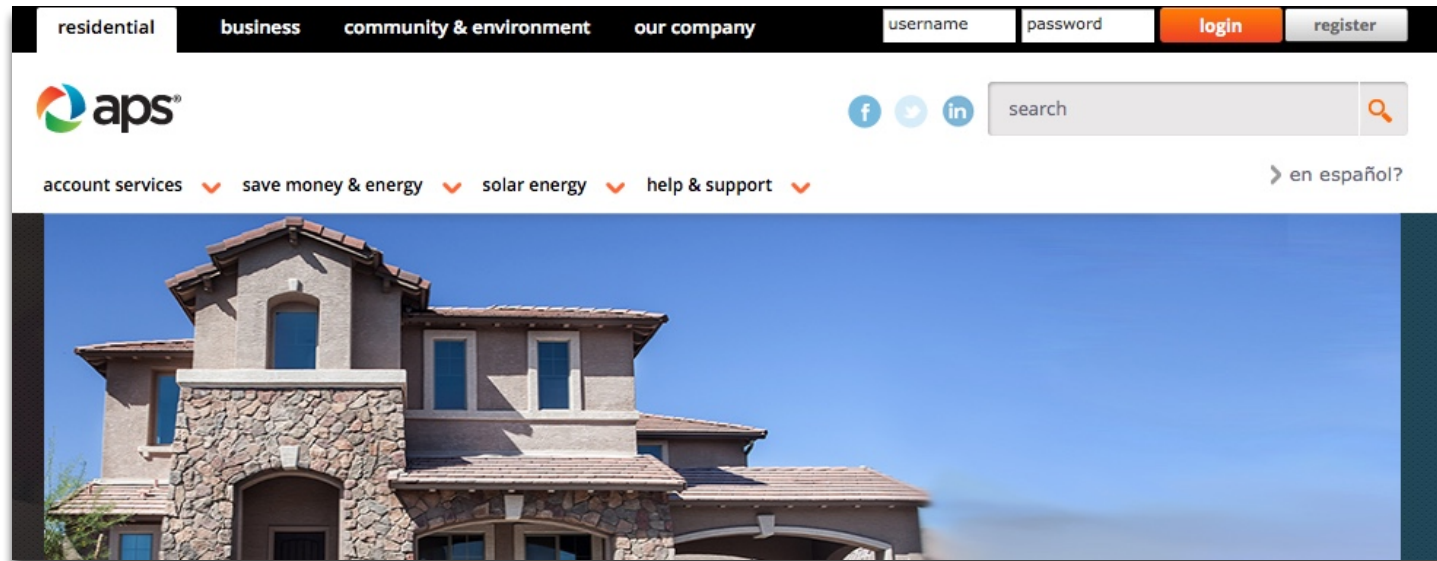 residential business community & environment our company username password login register
aps®
f in search
account services save money & energy solar energy help & support
en español?